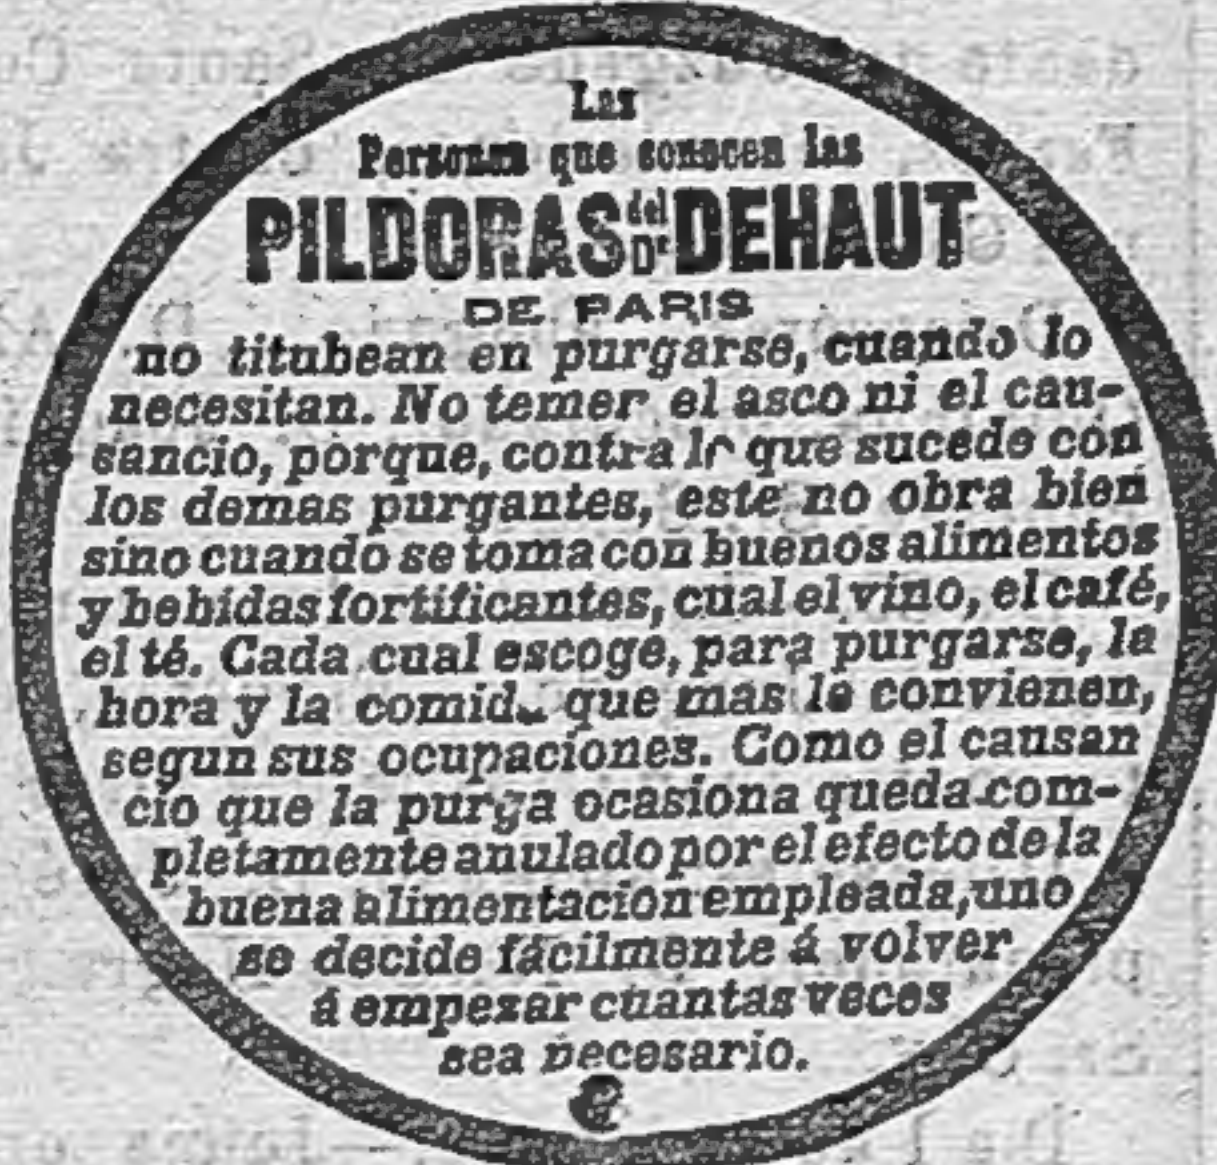 Las
Personas que conocen las
PILDORAS del Dr DEHAUT
DE PARIS
no titubean en purgarse, cuando lo
necesitan. No temer el asco ni el cau-
sancio, porque, contra lo que sucede con
los demas purgantes, este no obra bien
sino cuando se toma con buenos alimentos
y bebidas fortificantes, cual el vino, el café,
el té. Cada cual escoge, para purgarse, la
hora y la comida que mas le convienen,
segun sus ocupaciones. Como el causan
cio que la purga ocasiona queda com-
pletamente anulado por el efecto de la
buena alimentacion empleada, uno
se decide fácilmente á volver
á empezar cuantas veces
sea necesario.